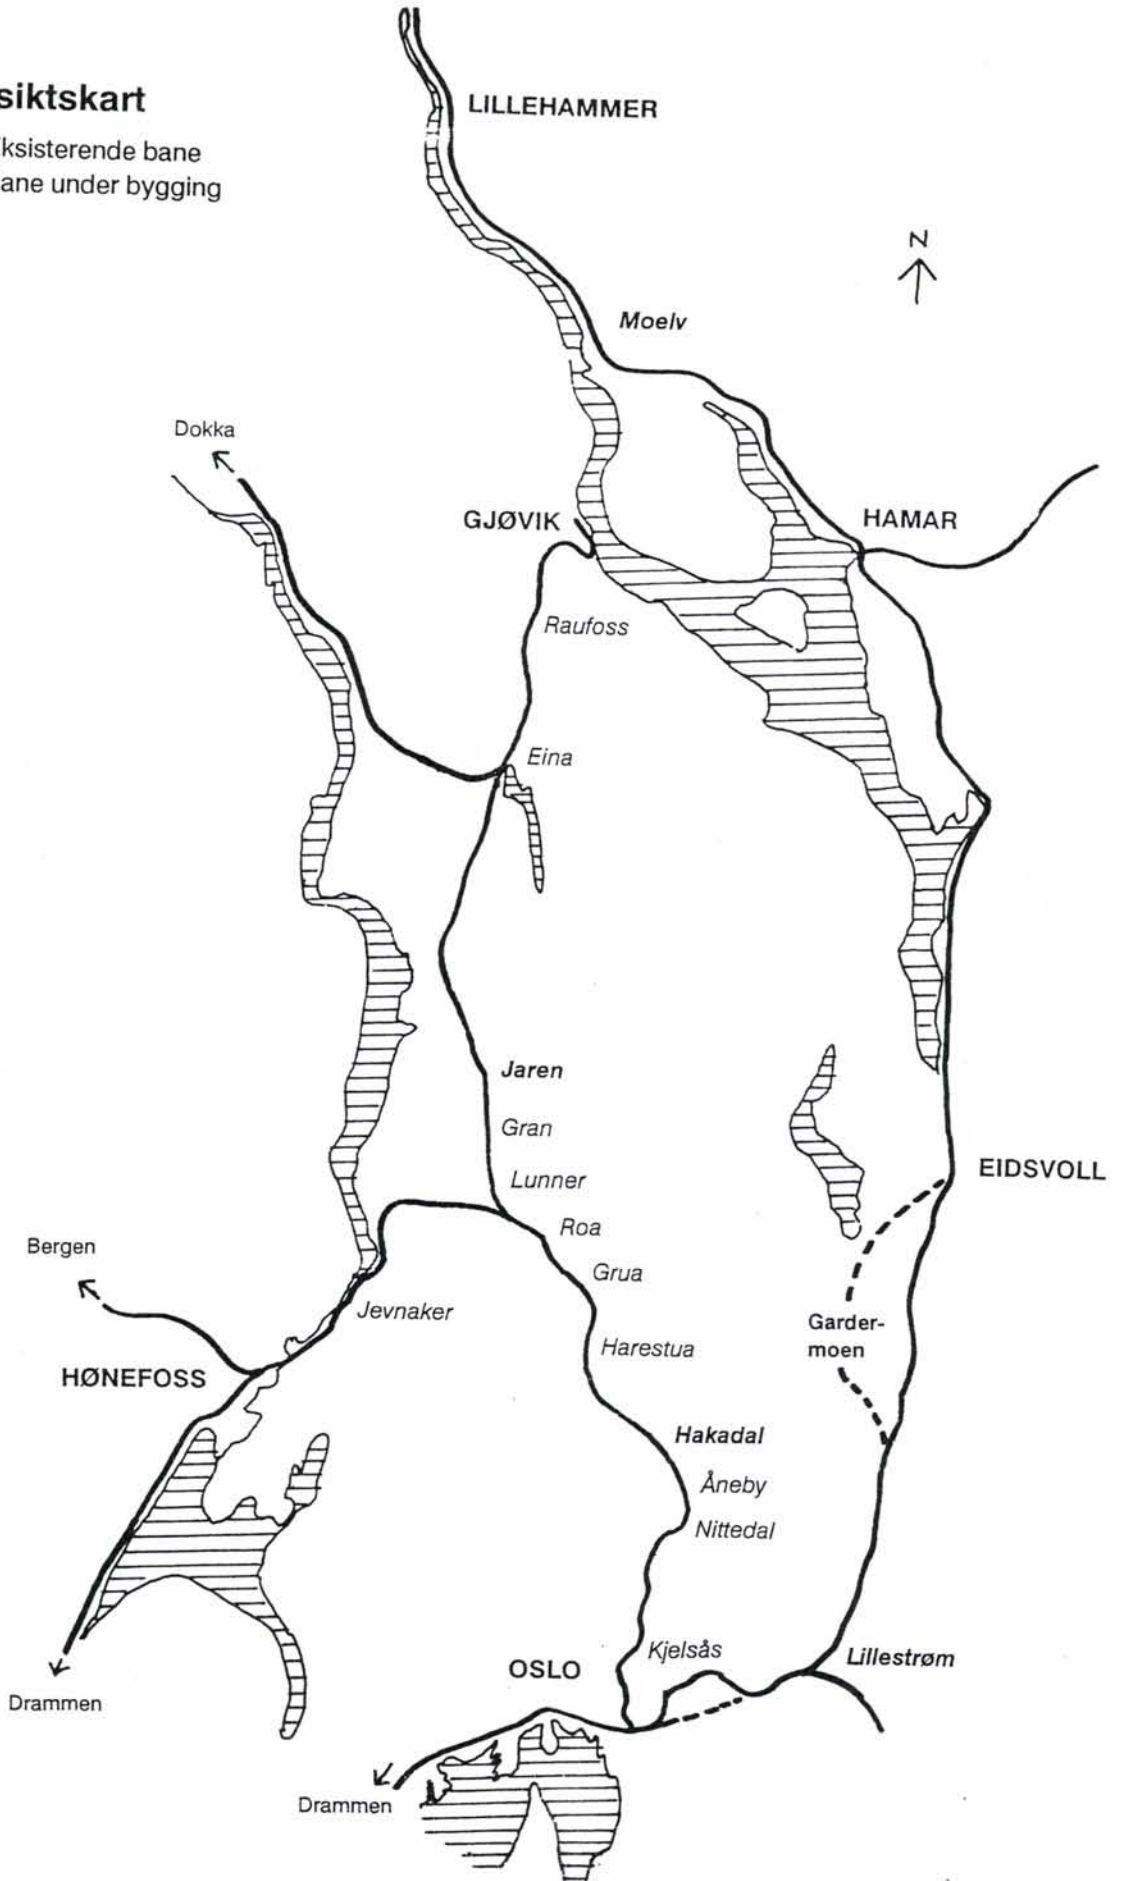 siktskart
ksisterende bane
ane under bygging
LILLEHAMMER
N
Moelv
Dokka
GJØVIK
HAMAR
Raufoss
Eina
Jaren
Gran
Lunner
EIDSVOLL
Roa
Bergen
Grua
Jevnaker
Garder-
moen
Harestua
HØNEFOSS
Hakadal
Åneby
Nittedal
Kjelsås
Lillestrøm
OSLO
Drammen
Drammen